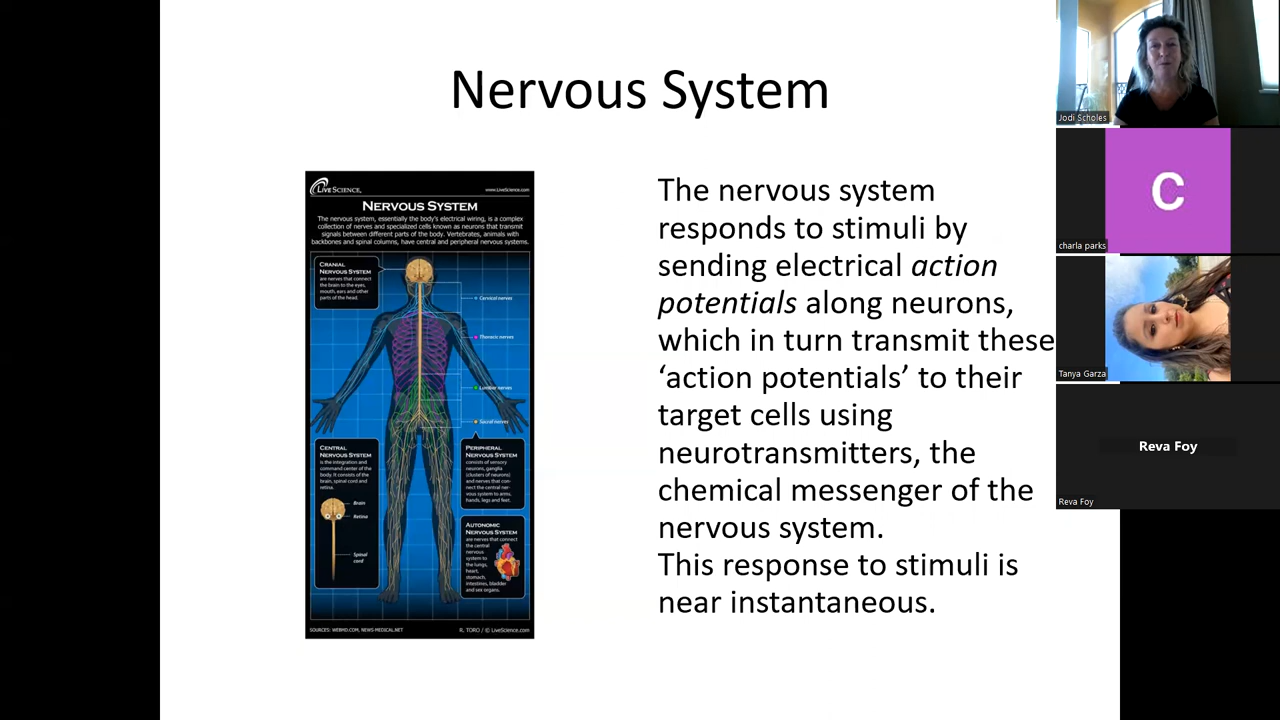 Nervous System
LiveScience.
www.LiveScience.com
Nervous System
The nervous system, essentially the body's electrical wiring, is a complex
collection of nerves and specialized cells known as neurons that transmit
signals between different parts of the body. Vertebrates, animals with
backbones and spinal columns, have central and peripheral nervous systems.
Cranial
Nervous System
are nerves that connect
the brain to the eyes,
mouth, ears and other
parts of the head.
Cervical nerves
Thoracic nerves
Lumbar nerves
Sacral nerves
Central
Nervous System
is the integration and
command center of the
body. It consists of the
brain, spinal cord and
retina.
Brain
Retina
Spinal
cord
Peripheral
Nervous System
consists of sensory
neurons, ganglia
(clusters of neurons)
and nerves that con-
nect the central ner-
vous system to arms,
hands, legs and feet.
Autonomic
Nervous System
are nerves that connect
the central
nervous
system to
the lungs,
heart,
stomach,
intestines, bladder
and sex organs.
SOURCES: WEBMD.COM, NEWS-MEDICAL.NET
R. TORO / © LiveScience.com
The nervous system
responds to stimuli by
sending electrical action
potentials along neurons,
which in turn transmit these
‘action potentials’ to their
target cells using
neurotransmitters, the
chemical messenger of the
nervous system.
This response to stimuli is
near instantaneous.
Jodi Scholes
C
charla parks
Tanya Garza
Reva Foy
Reva Foy